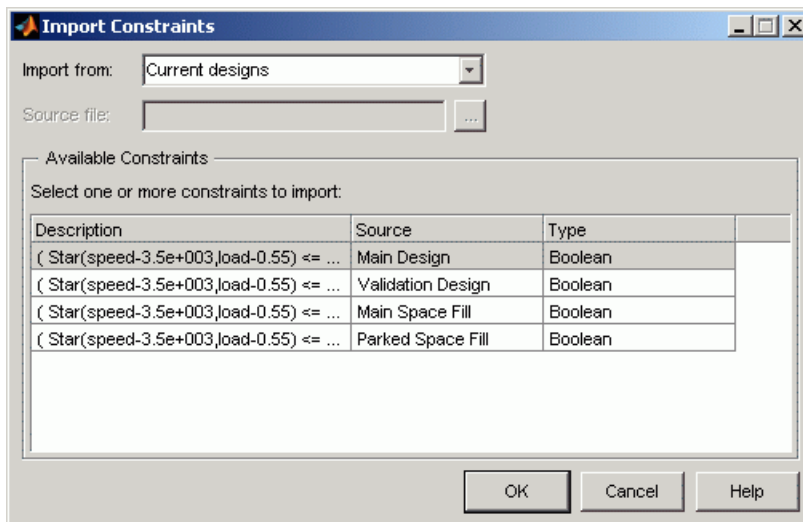 Import Constraints
Import from: Current designs
Source file: ...
Available Constraints
Select one or more constraints to import:
Description Source Type
( Star(speed-3.5e+003,load-0.55) <= ... Main Design Boolean
( Star(speed-3.5e+003,load-0.55) <= ... Validation Design Boolean
( Star(speed-3.5e+003,load-0.55) <= ... Main Space Fill Boolean
( Star(speed-3.5e+003,load-0.55) <= ... Parked Space Fill Boolean
OK Cancel Help